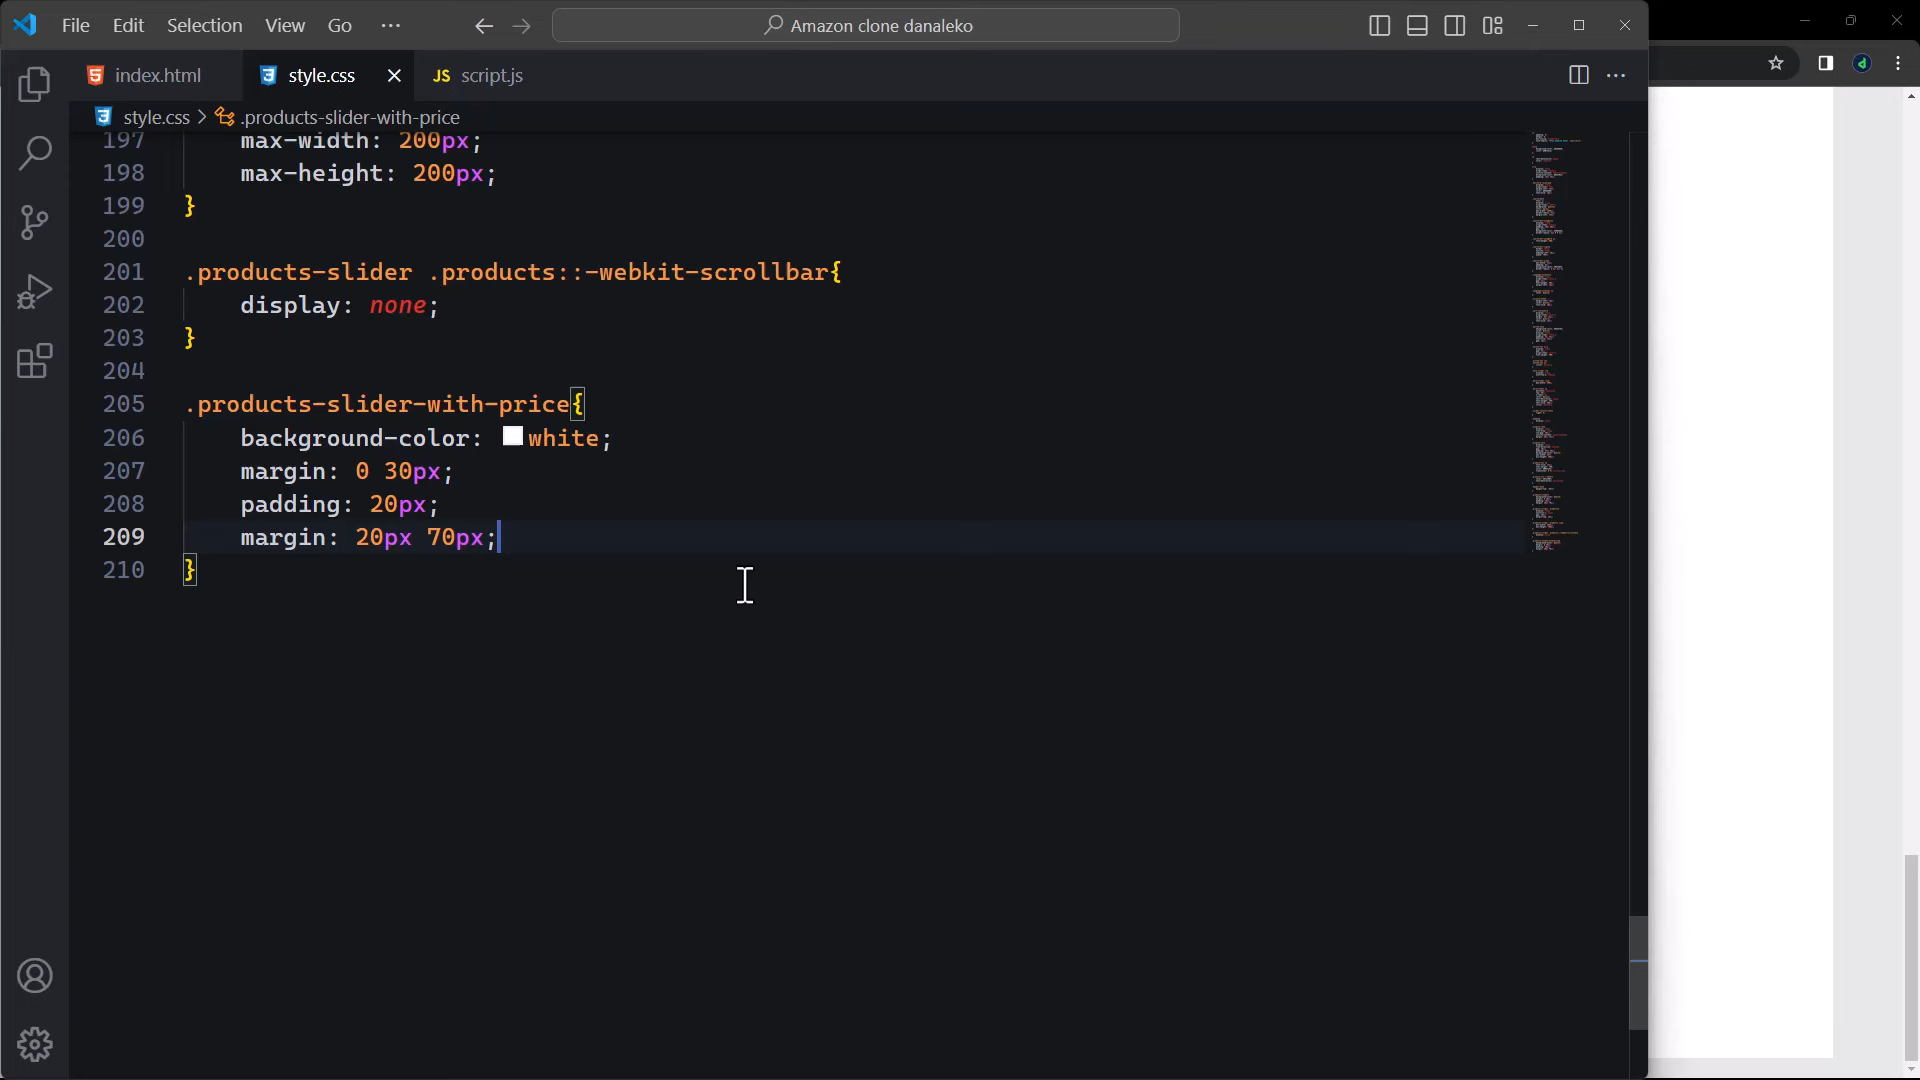 File Edit Selection View Go ··· Amazon clone danaleko
index.html style.css JS script.js
style.css > .products-slider-with-price
197 max-width: 200px;
198 max-height: 200px;
199 }
200
201 .products-slider .products::-webkit-scrollbar{
202 display: none;
203 }
204
205 .products-slider-with-price{
206 background-color: white;
207 margin: 0 30px;
208 padding: 20px;
209 margin: 20px 70px;
210 }